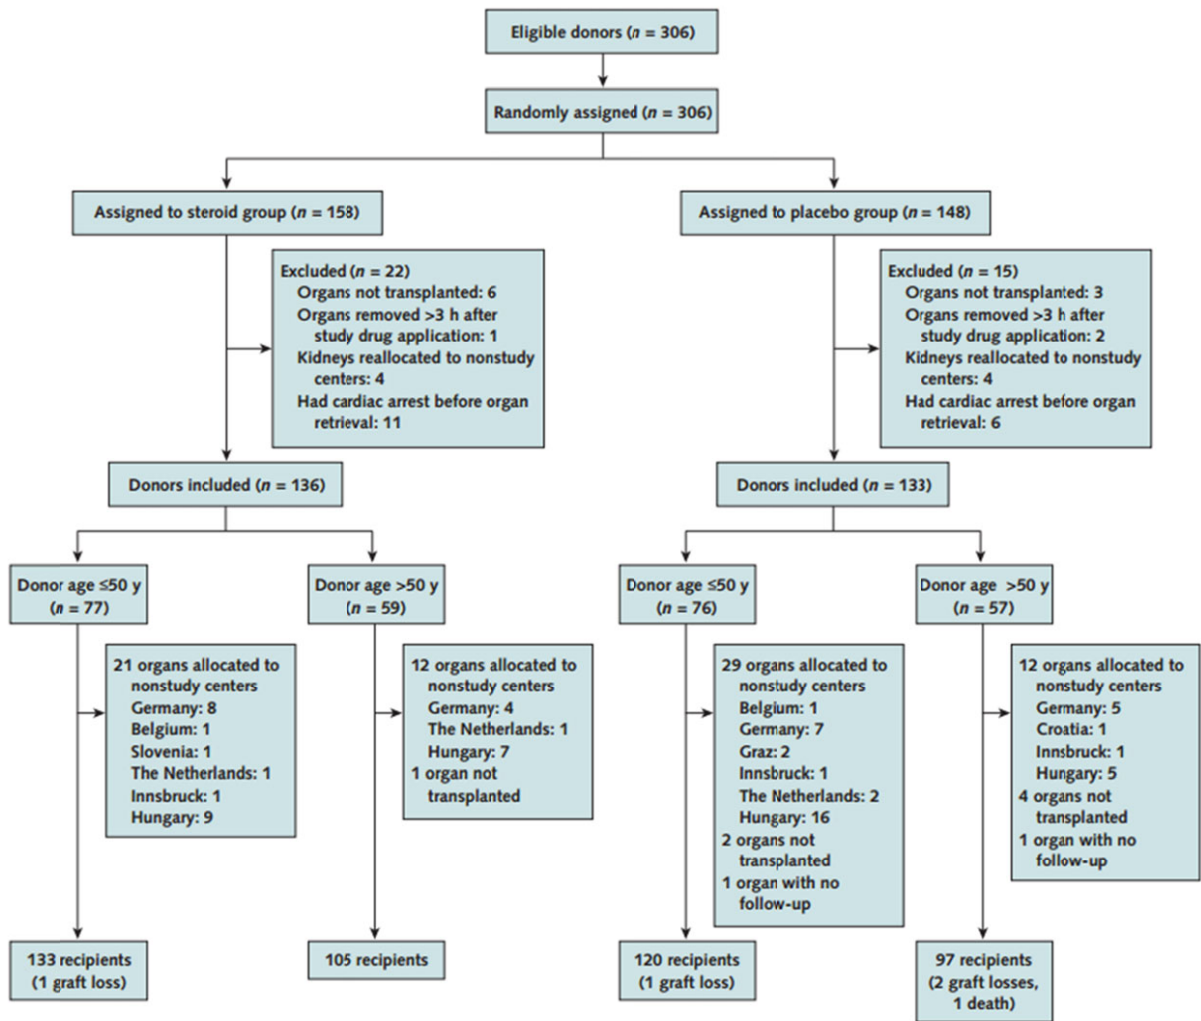 Eligible donors (n = 306)
Randomly assigned (n = 306)
Assigned to steroid group (n = 158)
Assigned to placebo group (n = 148)
Excluded (n = 22)
Organs not transplanted: 6
Organs removed >3 h after
study drug application: 1
Kidneys reallocated to nonstudy
centers: 4
Had cardiac arrest before organ
retrieval: 11
Excluded (n = 15)
Organs not transplanted: 3
Organs removed >3 h after
study drug application: 2
Kidneys reallocated to nonstudy
centers: 4
Had cardiac arrest before organ
retrieval: 6
Donors included (n = 136)
Donors included (n = 133)
Donor age ≤50 y
(n = 77)
Donor age >50 y
(n = 59)
Donor age ≤50 y
(n = 76)
Donor age >50 y
(n = 57)
21 organs allocated to
nonstudy centers
Germany: 8
Belgium: 1
Slovenia: 1
The Netherlands: 1
Innsbruck: 1
Hungary: 9
12 organs allocated to
nonstudy centers
Germany: 4
The Netherlands: 1
Hungary: 7
1 organ not
transplanted
29 organs allocated to
nonstudy centers
Belgium: 1
Germany: 7
Graz: 2
Innsbruck: 1
The Netherlands: 2
Hungary: 16
2 organs not
transplanted
1 organ with no
follow-up
12 organs allocated to
nonstudy centers
Germany: 5
Croatia: 1
Innsbruck: 1
Hungary: 5
4 organs not
transplanted
1 organ with no
follow-up
133 recipients
(1 graft loss)
105 recipients
120 recipients
(1 graft loss)
97 recipients
(2 graft losses,
1 death)